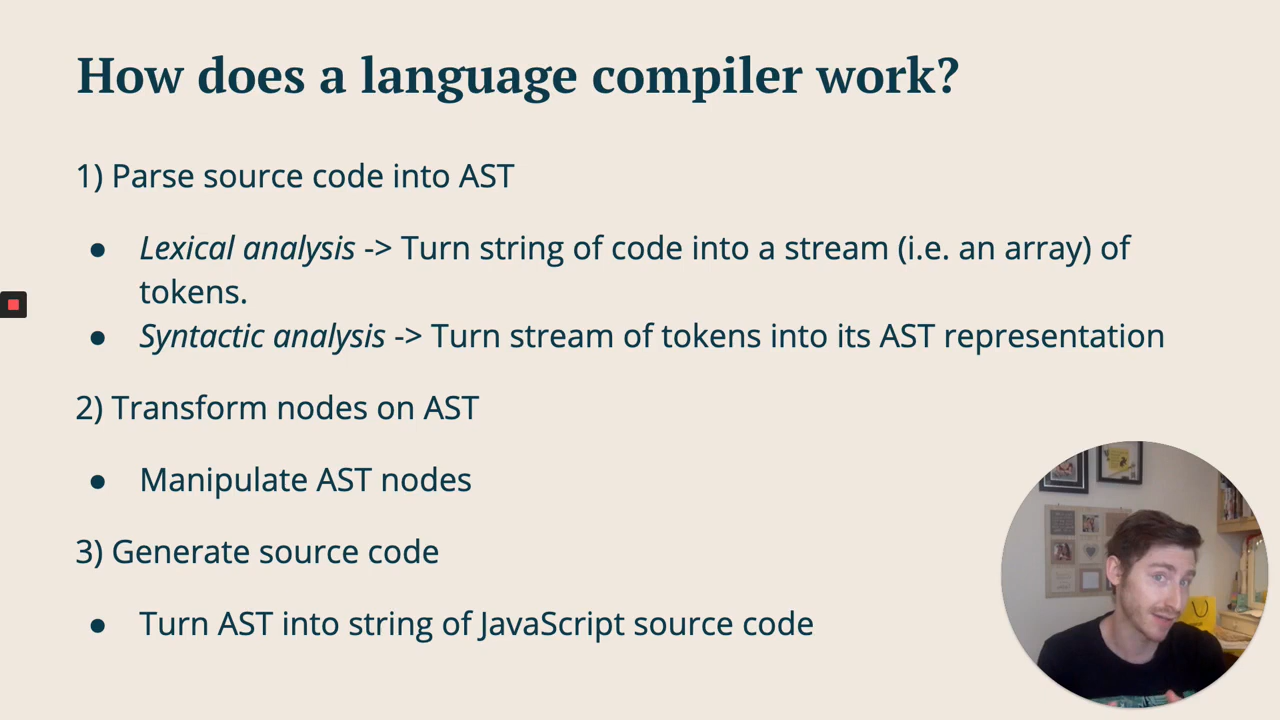 How does a language compiler work?
1) Parse source code into AST
● Lexical analysis -> Turn string of code into a stream (i.e. an array) of
tokens.
● Syntactic analysis -> Turn stream of tokens into its AST representation
2) Transform nodes on AST
● Manipulate AST nodes
3) Generate source code
● Turn AST into string of JavaScript source code